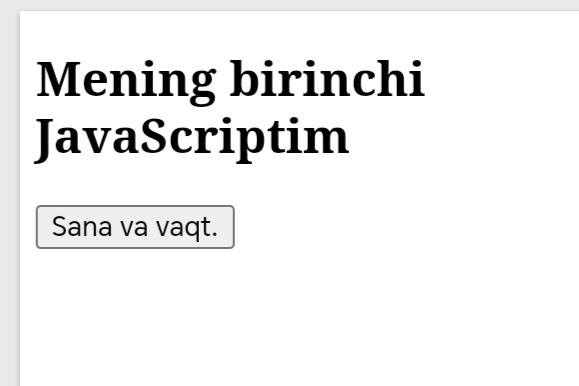 Mening birinchi
JavaScriptim
Sana va vaqt.